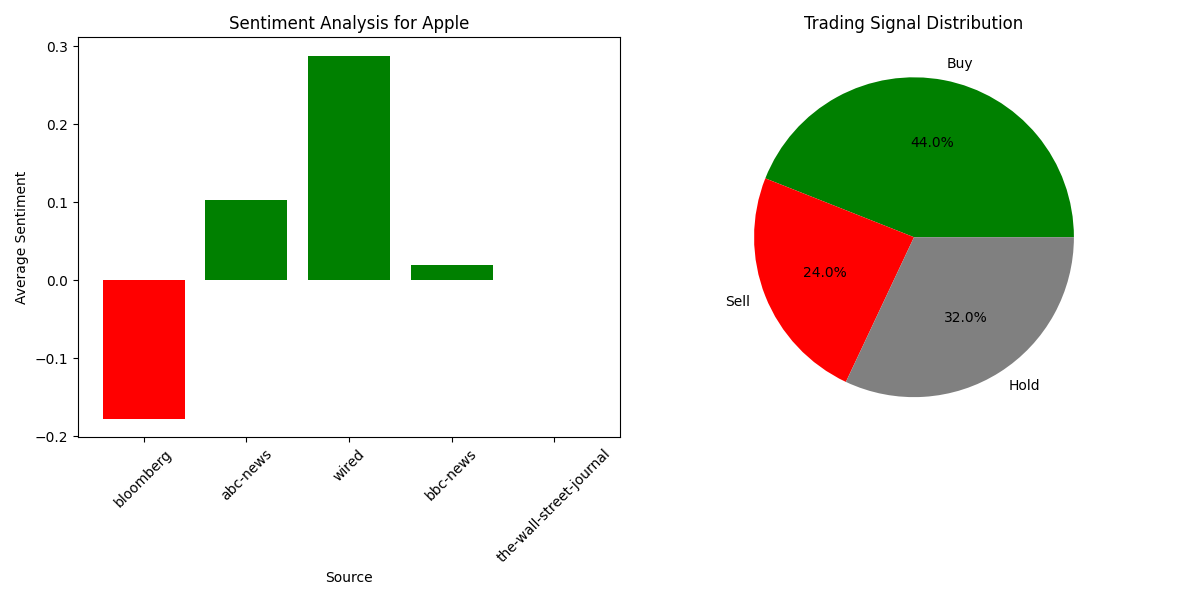 Sentiment Analysis for Apple
0.3
0.2
0.1
0.0
−0.1
−0.2
Average Sentiment
bloomberg
abc-news
wired
bbc-news
the-wall-street-journal
Source
Trading Signal Distribution
Buy
44.0%
Sell
24.0%
Hold
32.0%